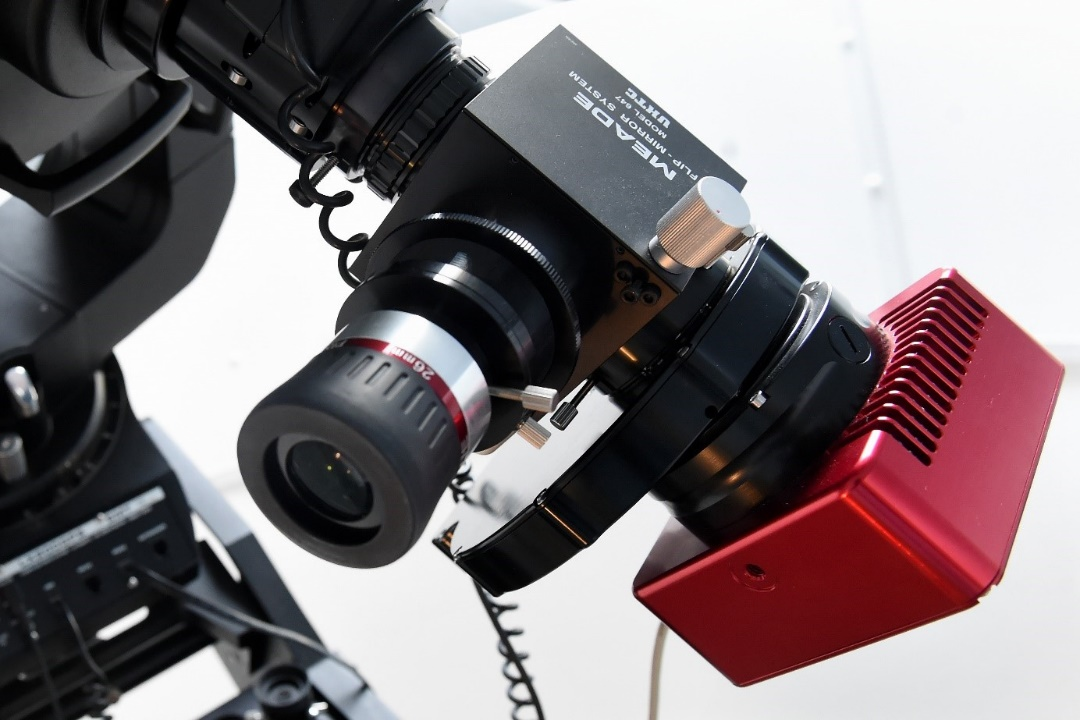 MEADE
FLIP-MIRROR SYSTEM
MODEL 647
UHTC
26mm